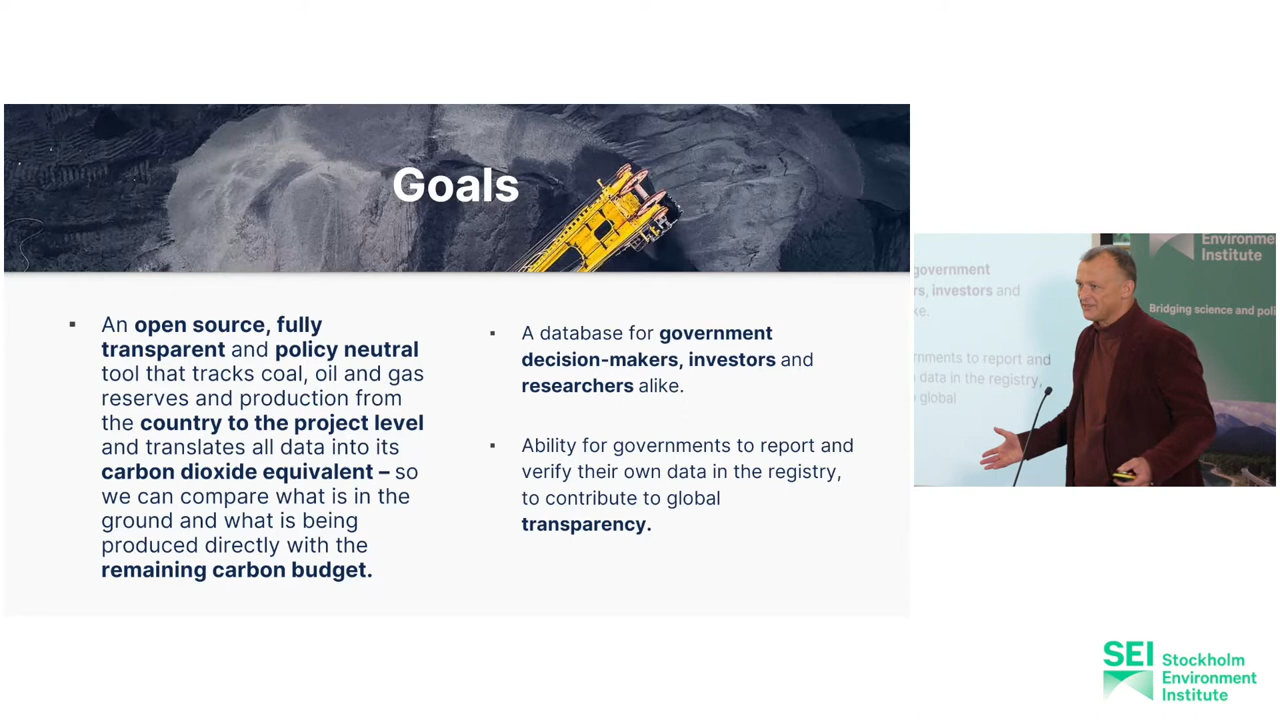 Goals
An open source, fully
transparent and policy neutral
tool that tracks coal, oil and gas
reserves and production from
the country to the project level
and translates all data into its
carbon dioxide equivalent – so
we can compare what is in the
ground and what is being
produced directly with the
remaining carbon budget.
A database for government
decision-makers, investors and
researchers alike.
Ability for governments to report and
verify their own data in the registry,
to contribute to global
transparency.
government
investors and
to report and
data in the registry,
global
Environme
Institute
Bridging science and poli
SEI Stockholm
Environment
Institute